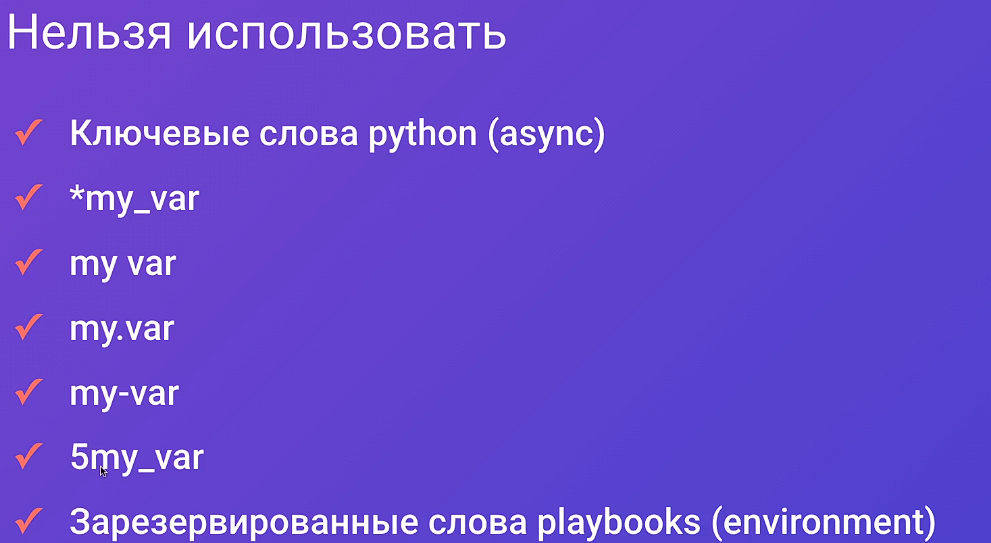 Нельзя использовать
Ключевые слова python (async)
*my_var
my var
my.var
my-var
5my_var
Зарезервированные слова playbooks (environment)